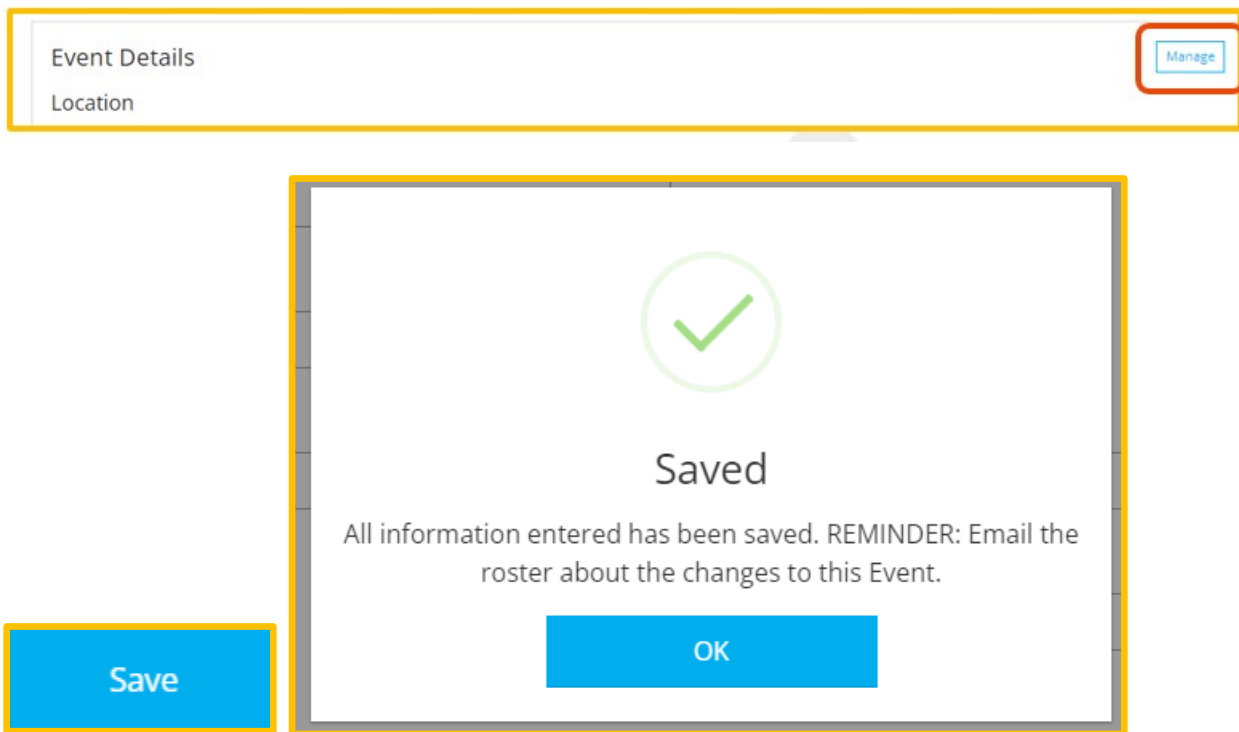 Event Details
Manage
Location
Saved
All information entered has been saved. REMINDER: Email the
roster about the changes to this Event.
OK
Save